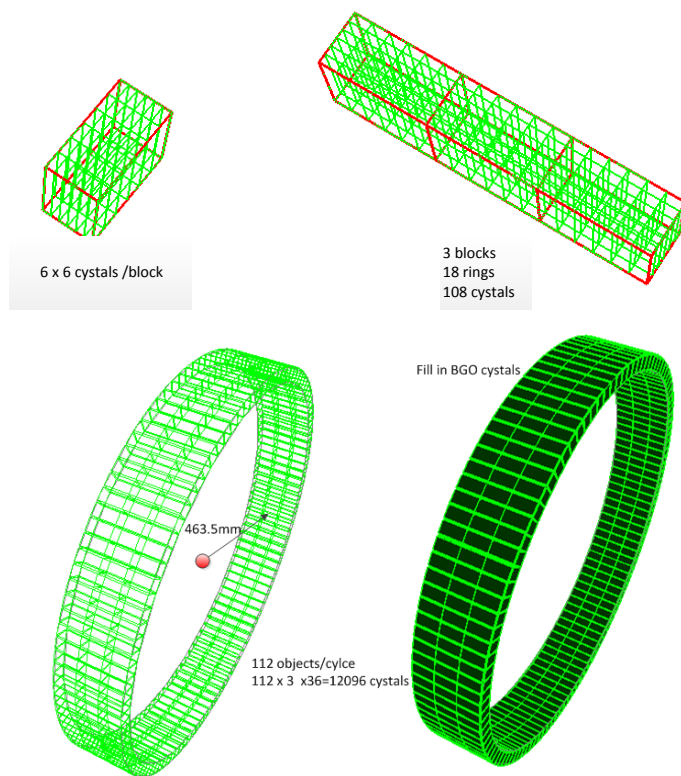 6 x 6 cystals /block
3 blocks
18 rings
108 cystals
Fill in BGO cystals
463.5mm
112 objects/cylce
112 x 3 x36=12096 cystals